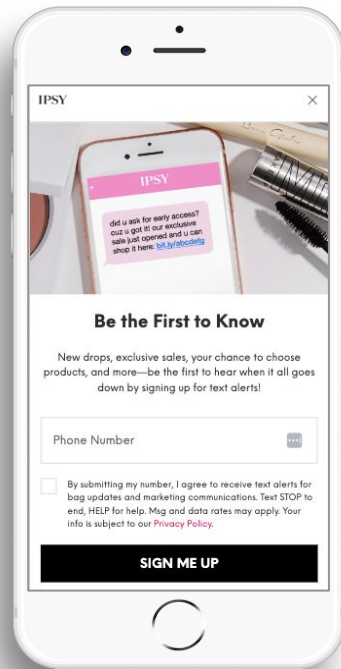 IPSY
IPSY
did u ask for early access?
cuz u got it! our exclusive
sale just opened and u can
shop it here: bit.ly/abcdefg
Be the First to Know
New drops, exclusive sales, your chance to choose
products, and more—be the first to hear when it all goes
down by signing up for text alerts!
Phone Number
By submitting my number, I agree to receive text alerts for
bag updates and marketing communications. Text STOP to
end, HELP for help. Msg and data rates may apply. Your
info is subject to our Privacy Policy.
SIGN ME UP